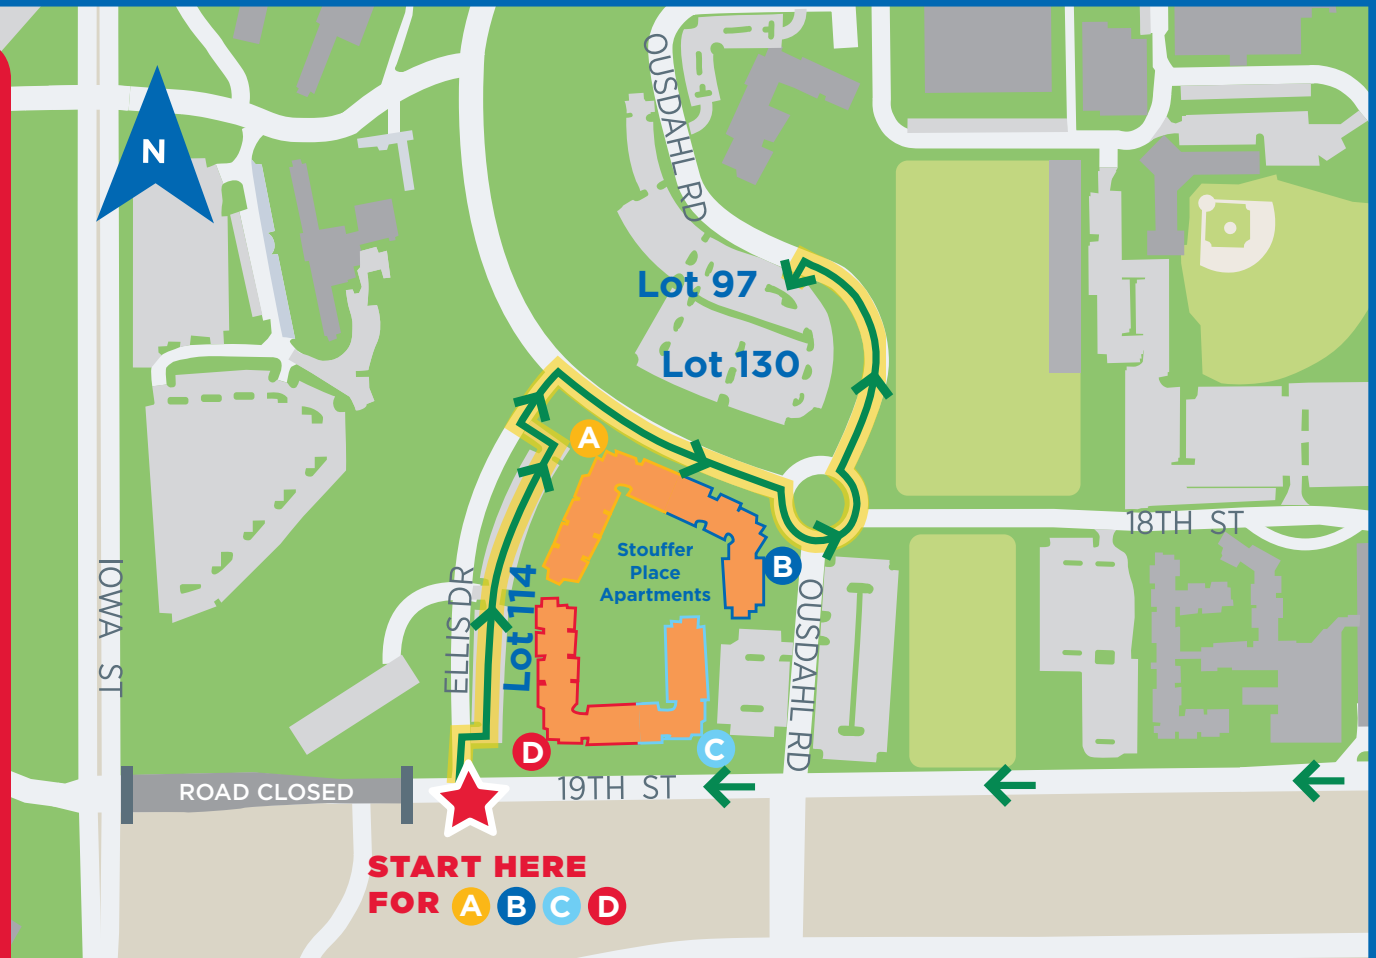 OUSDAHL RD
N
Lot 97
Lot 130
A
18TH ST
Stouffer
Place
Apartments
B
IOWA ST
ELLIS DR
Lot 114
OUSDAHL RD
D
C
ROAD CLOSED
19TH ST
START HERE
FOR A B C D